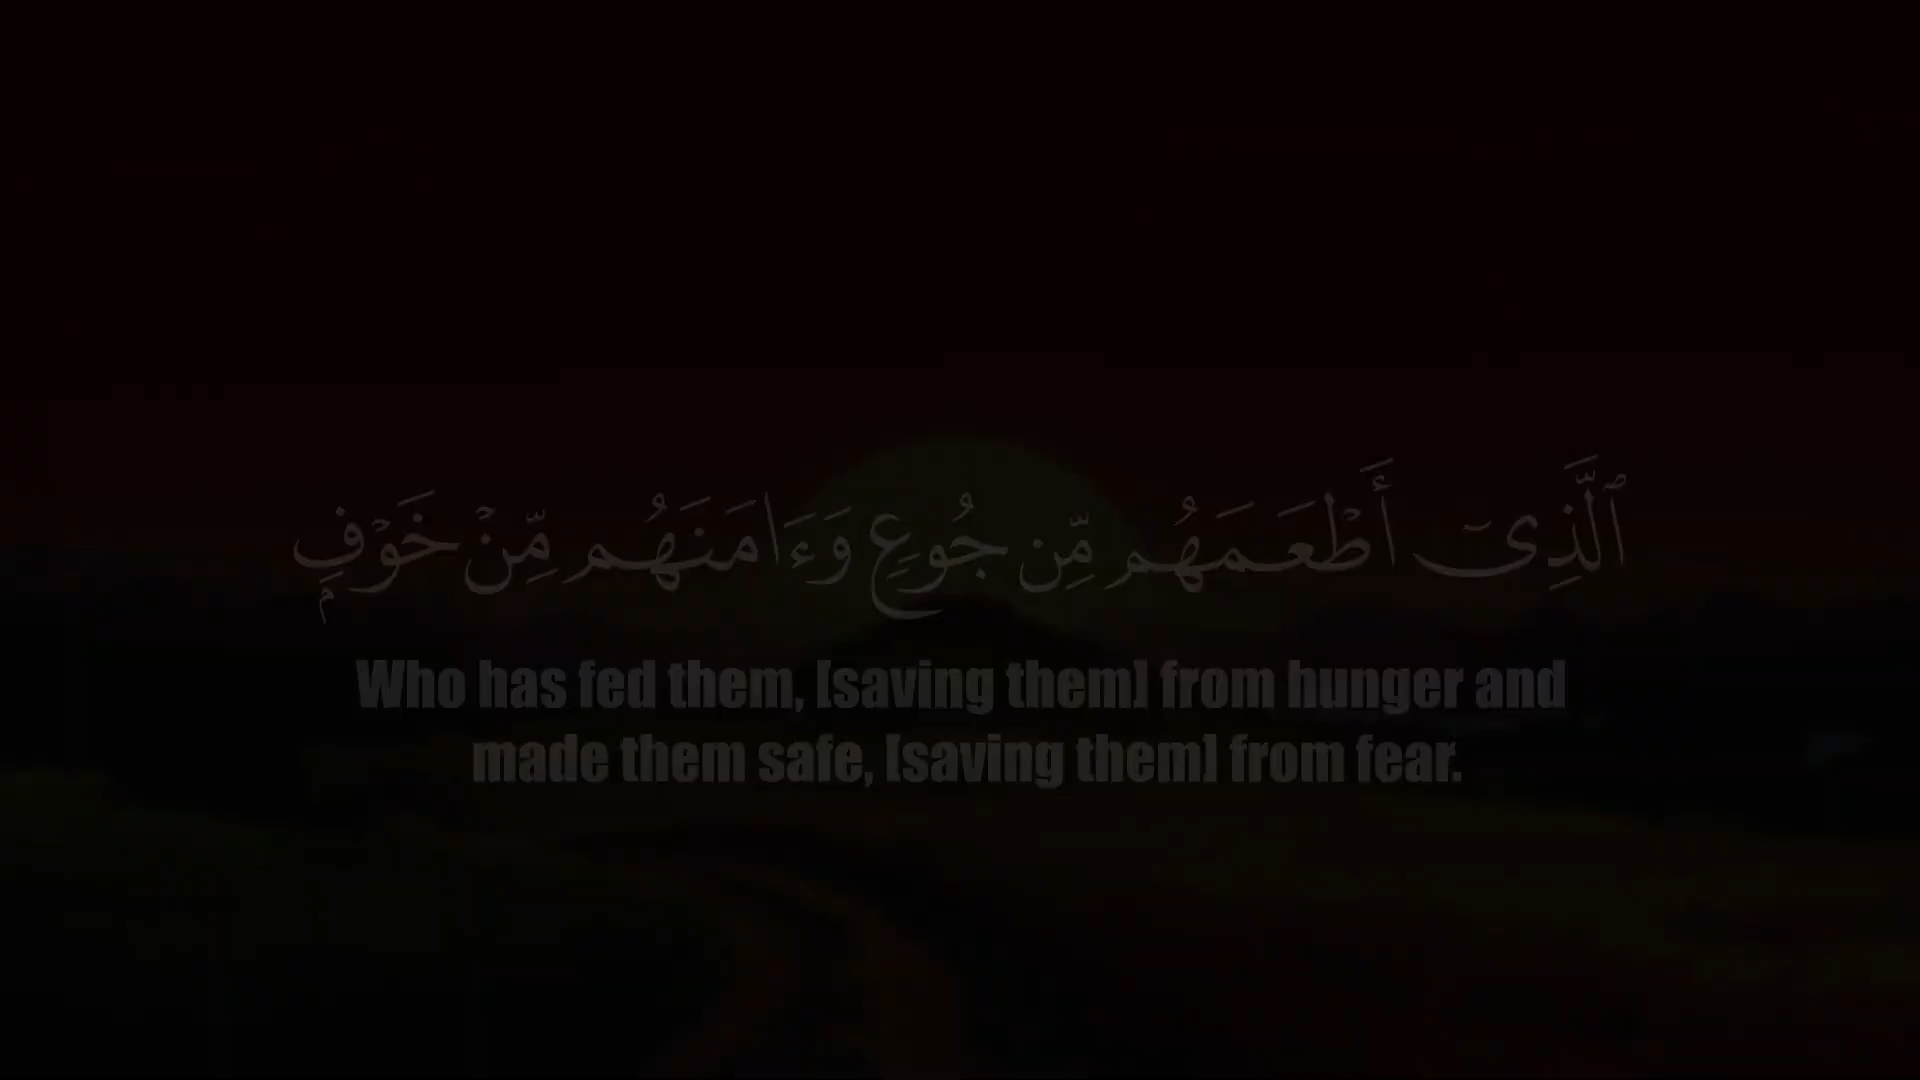 ٱلَّذِىٓ أَطْعَمَهُم مِّن جُوعٍ وَءَامَنَهُم مِّنْ خَوْفٍۭ
Who has fed them, [saving them] from hunger and
made them safe, [saving them] from fear.